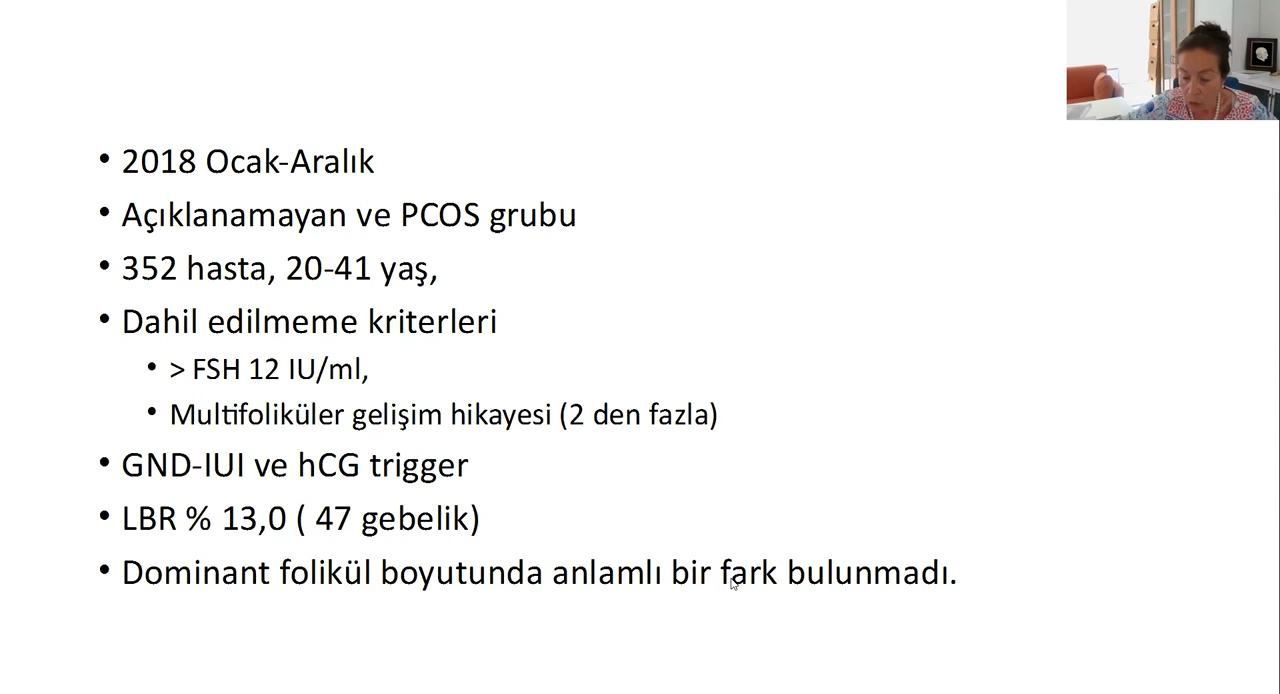 • 2018 Ocak-Aralık
• Açıklanamayan ve PCOS grubu
• 352 hasta, 20-41 yaş,
• Dahil edilmeme kriterleri
• > FSH 12 IU/ml,
• Multifoliküler gelişim hikayesi (2 den fazla)
• GND-IUI ve hCG trigger
• LBR % 13,0 ( 47 gebelik)
• Dominant folikül boyutunda anlamlı bir fark bulunmadı.